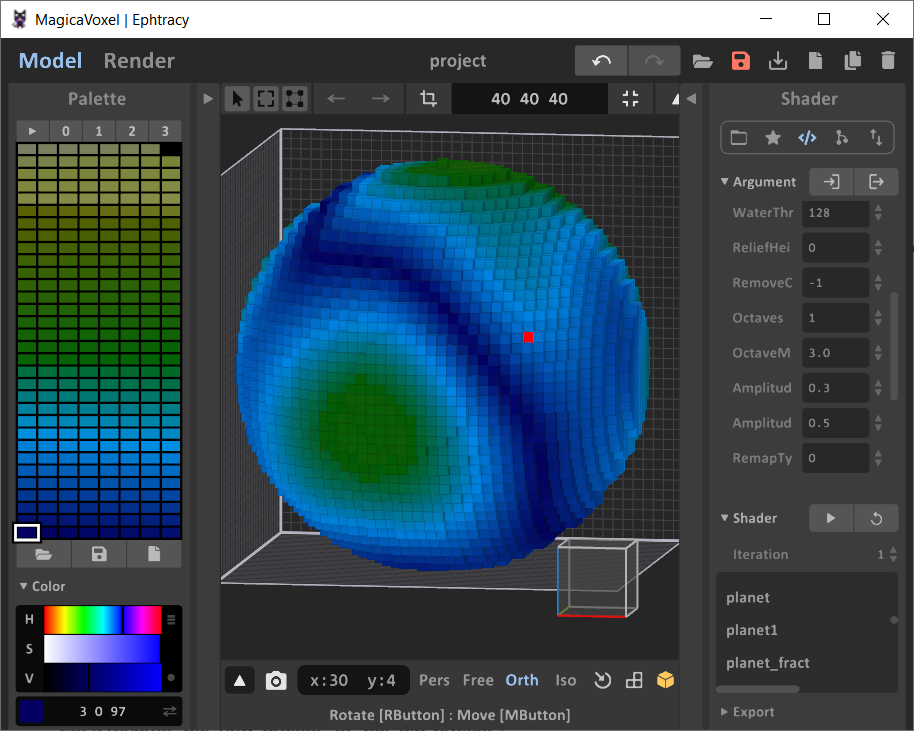 MagicaVoxel | Ephtracy
Model Render
project
Palette
0 1 2 3
40 40 40
Shader
Argument
WaterThr 128
ReliefHei 0
RemoveC -1
Octaves 1
OctaveM 3.0
Amplitud 0.3
Amplitud 0.5
RemapTy 0
Shader
Iteration 1
planet
planet1
planet_fract
Export
Color
H
S
V
3 0 97
x:30 y:4
Pers Free Orth Iso
Rotate [RButton] : Move [MButton]